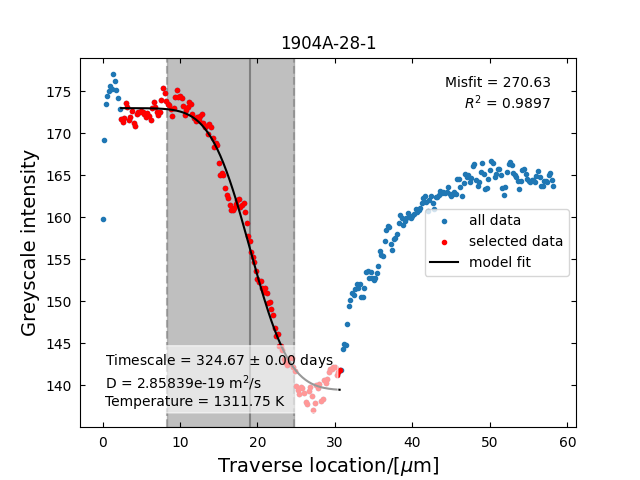 1904A-28-1
Misfit = 270.63
R² = 0.9897
175
170
165
160
155
150
145
140
Greyscale intensity
all data
selected data
model fit
Timescale = 324.67 ± 0.00 days
D = 2.85839e-19 m²/s
Temperature = 1311.75 K
0 10 20 30 40 50 60
Traverse location/[μm]